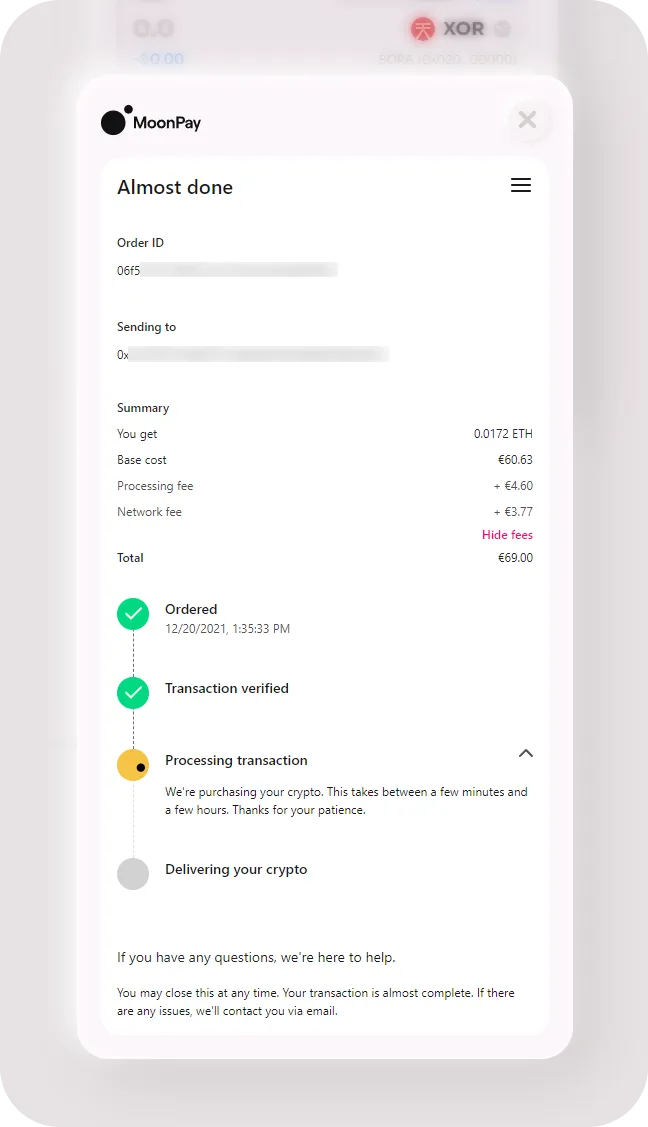 0.0
XOR
MoonPay
Almost done
Order ID
06f5
Sending to
0x
Summary
You get 0.0172 ETH
Base cost €60.63
Processing fee + €4.60
Network fee + €3.77
Hide fees
Total €69.00
Ordered
12/20/2021, 1:35:33 PM
Transaction verified
Processing transaction
We're purchasing your crypto. This takes between a few minutes and
a few hours. Thanks for your patience.
Delivering your crypto
If you have any questions, we're here to help.
You may close this at any time. Your transaction is almost complete. If there
are any issues, we'll contact you via email.